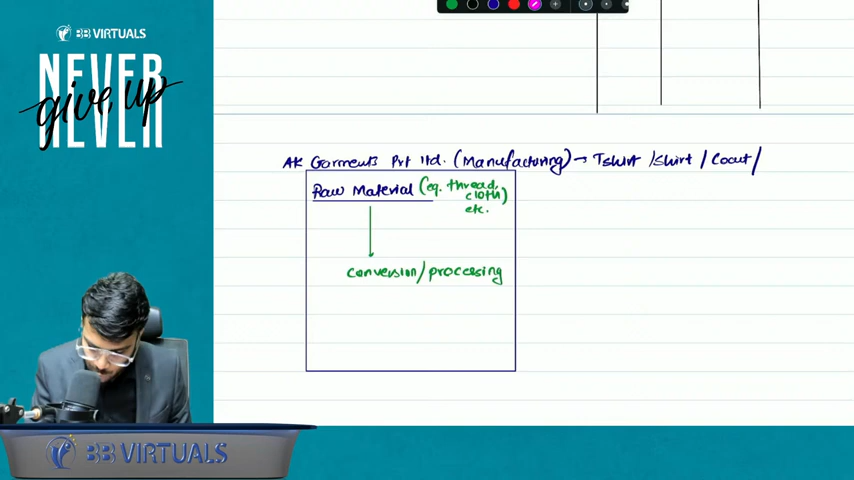 BB VIRTUALS
NEVER
give up
NEVER
AK Garments Pvt ltd. (Manufacturing) → Tshirt /shirt / Coat/
Raw Material (eg. thread,
cloth)
etc.
conversion/processing
BB VIRTUALS